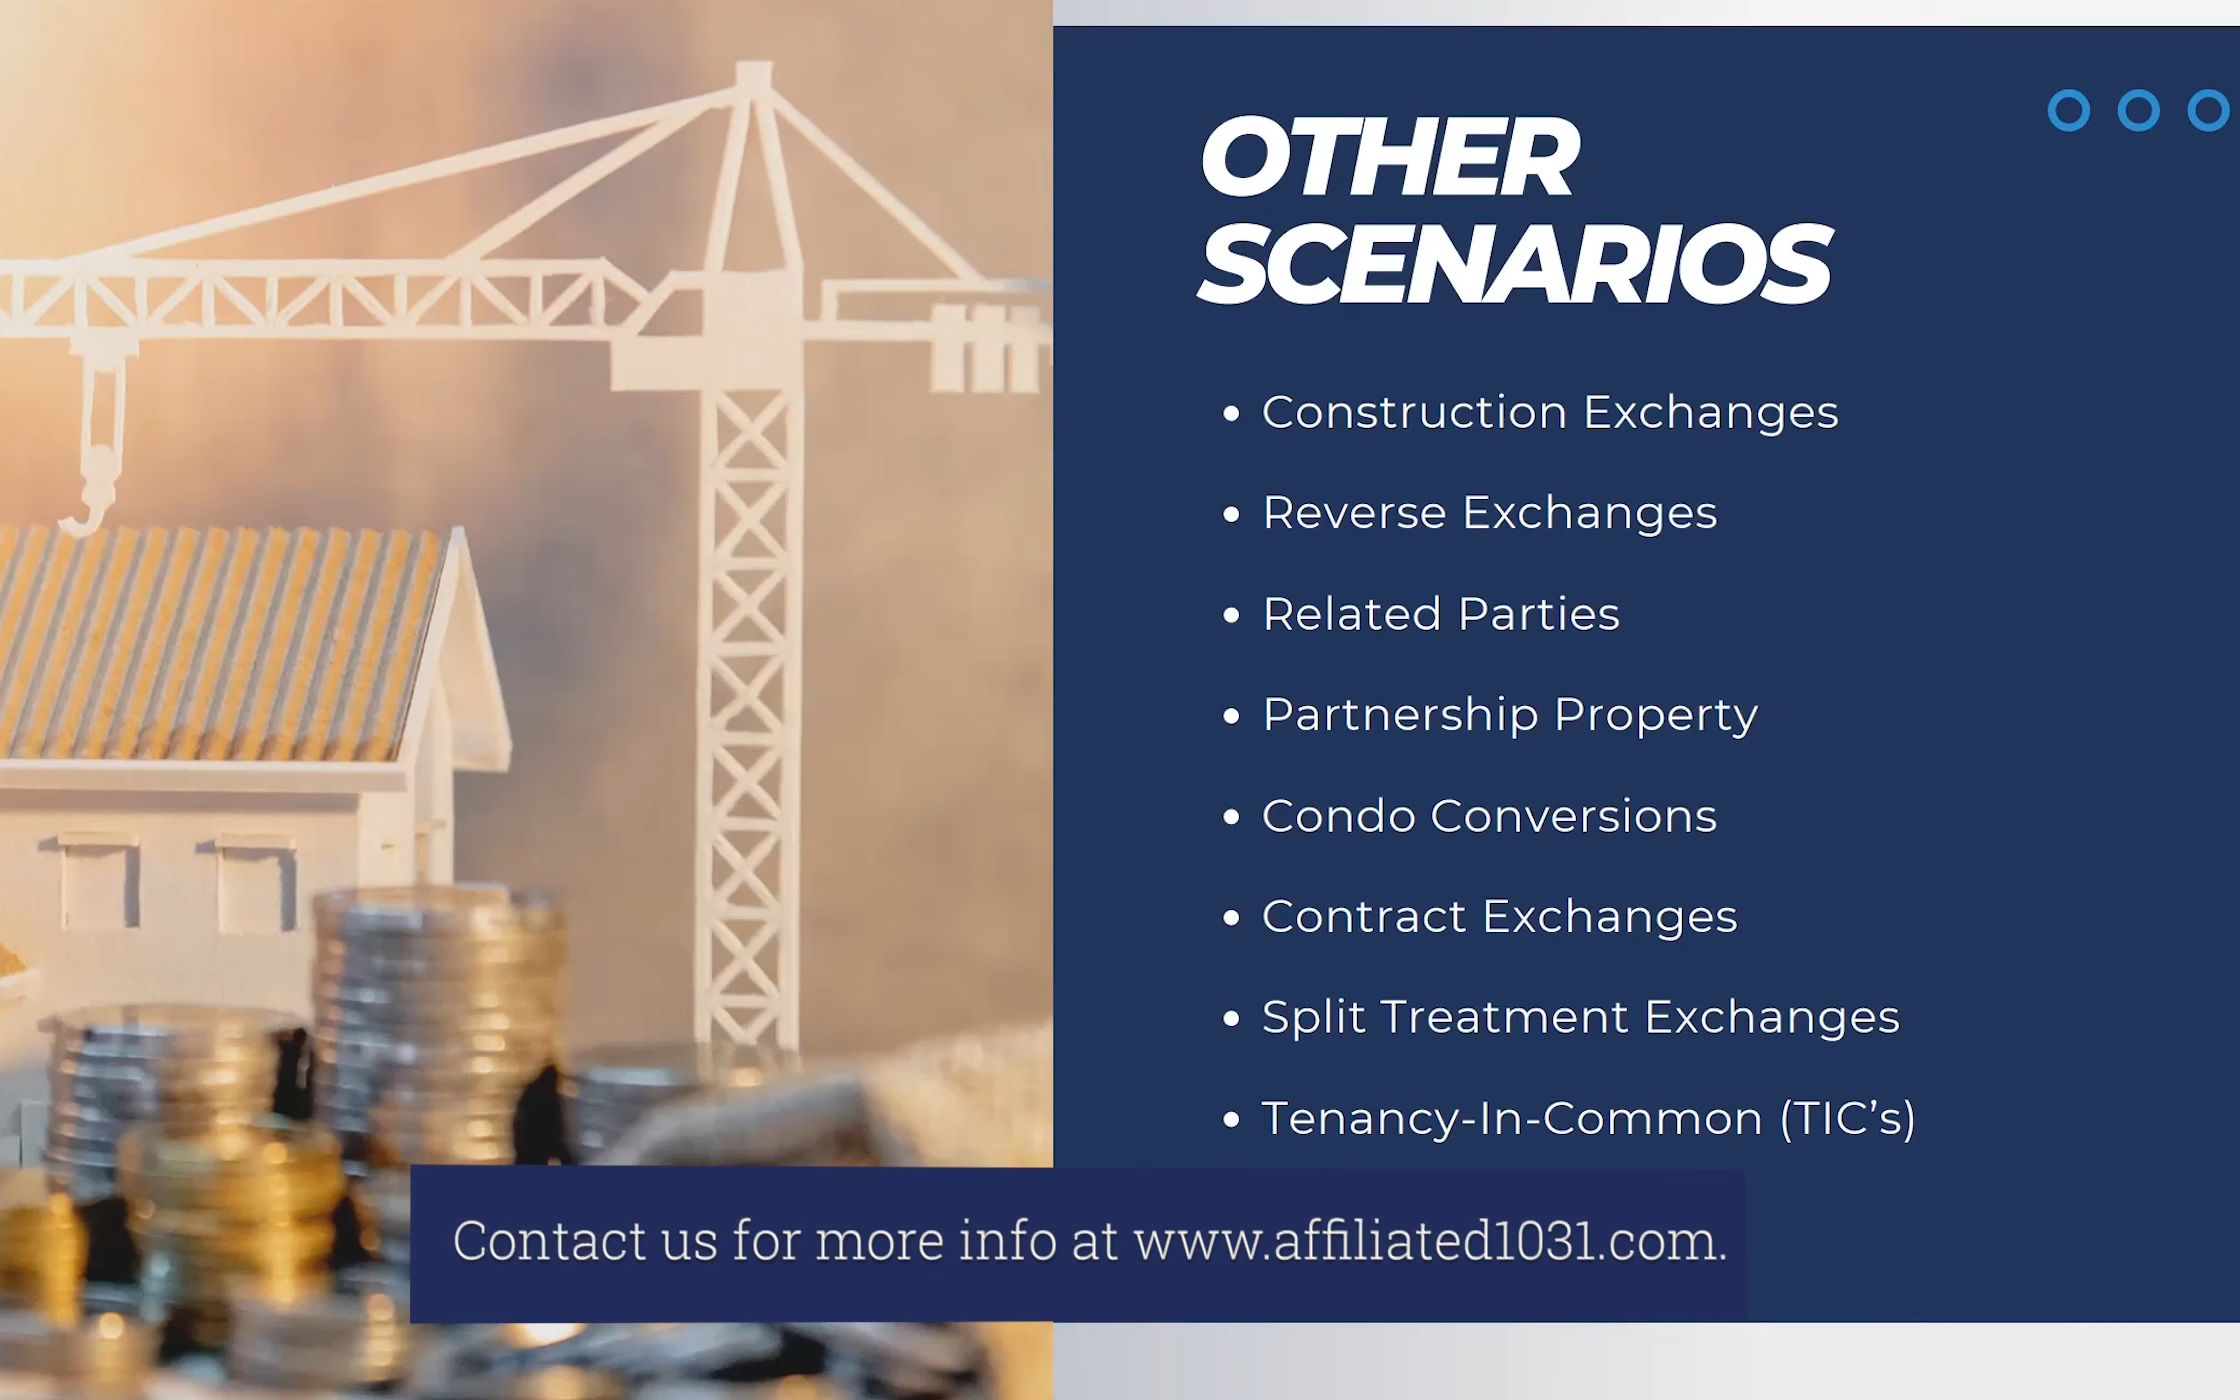 OTHER
SCENARIOS
• Construction Exchanges
• Reverse Exchanges
• Related Parties
• Partnership Property
• Condo Conversions
• Contract Exchanges
• Split Treatment Exchanges
• Tenancy-In-Common (TIC’s)
Contact us for more info at www.affiliated1031.com.